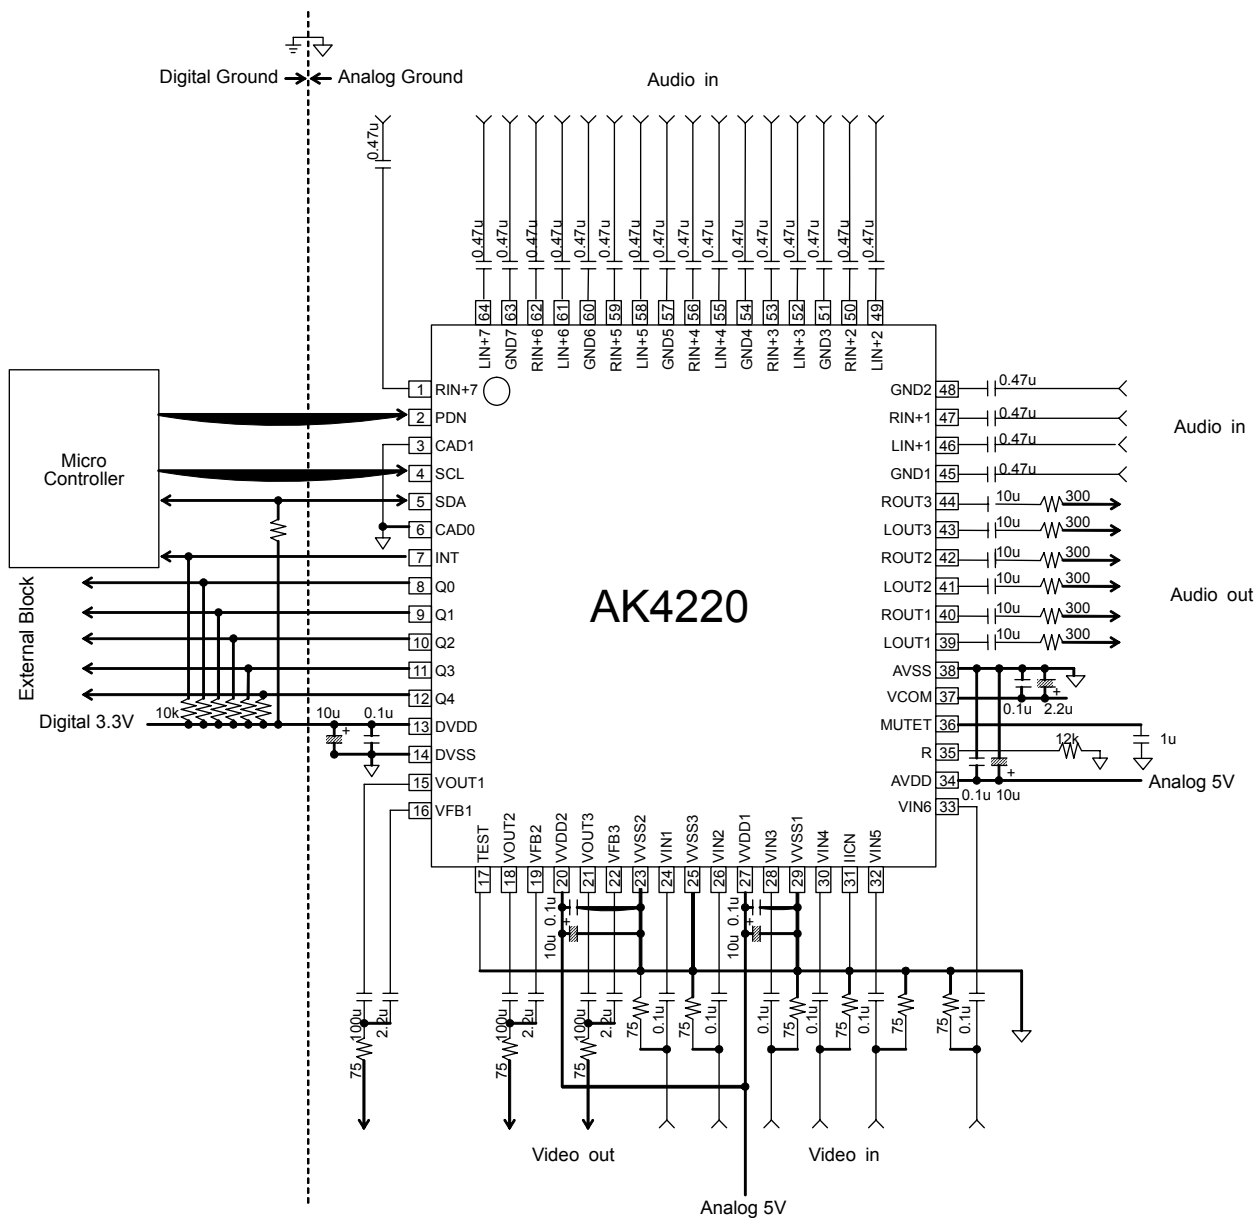 Digital Ground
Analog Ground
Audio in
0.47u
0.47u 0.47u 0.47u 0.47u 0.47u 0.47u 0.47u 0.47u 0.47u 0.47u 0.47u 0.47u 0.47u 0.47u 0.47u 0.47u
64 63 62 61 60 59 58 57 56 55 54 53 52 51 50 49
LIN+7 GND7 RIN+6 LIN+6 GND6 RIN+5 LIN+5 GND5 RIN+4 LIN+4 GND4 RIN+3 LIN+3 GND3 RIN+2 LIN+2
Micro
Controller
External Block
Digital 3.3V
10k
10u
+
0.1u
1 RIN+7
2 PDN
3 CAD1
4 SCL
5 SDA
6 CAD0
7 INT
8 Q0
9 Q1
10 Q2
11 Q3
12 Q4
13 DVDD
14 DVSS
15 VOUT1
16 VFB1
AK4220
GND2 48 0.47u
RIN+1 47 0.47u
LIN+1 46 0.47u
GND1 45 0.47u
Audio in
ROUT3 44 10u 300
LOUT3 43 10u 300
ROUT2 42 10u 300
LOUT2 41 10u 300
ROUT1 40 10u 300
LOUT1 39 10u 300
Audio out
AVSS 38
VCOM 37
0.1u
+
2.2u
MUTET 36
1u
R 35 12k
AVDD 34
0.1u
+
10u
Analog 5V
VIN6 33
TEST VOUT2 VFB2 VVDD2 VOUT3 VFB3 VVSS2 VIN1 VVSS3 VIN2 VVDD1 VIN3 VVSS1 VIN4 IICN VIN5
17 18 19 20 21 22 23 24 25 26 27 28 29 30 31 32
0.1u
10u
+
0.1u
10u
+
100u 2.2u 100u 2.2u 100u 2.2u 75 0.1u 75 0.1u 0.1u 75 0.1u 75 0.1u 75 75 0.1u
75 75 75
Video out
Video in
Analog 5V